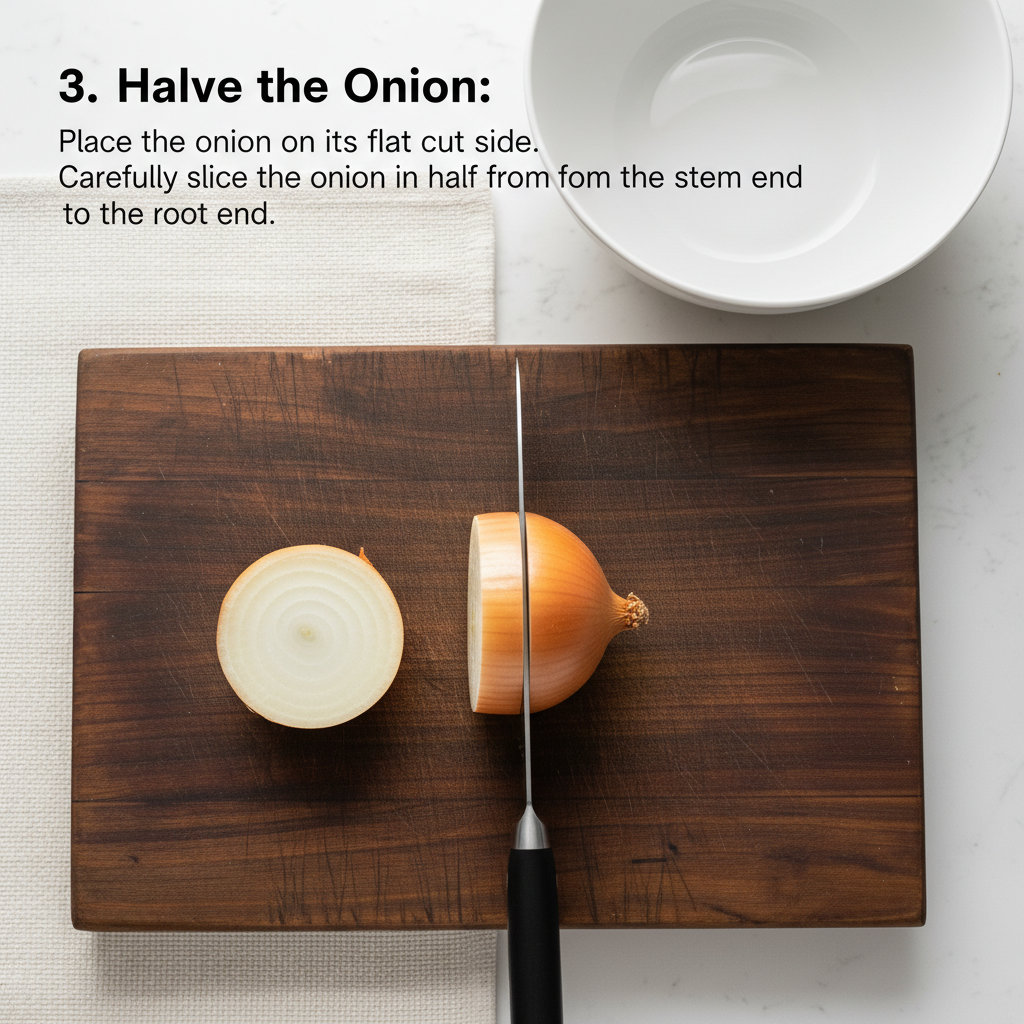 3. Halve the Onion:
Place the onion on its flat cut side.
Carefully slice the onion in half from fom the stem end
to the root end.